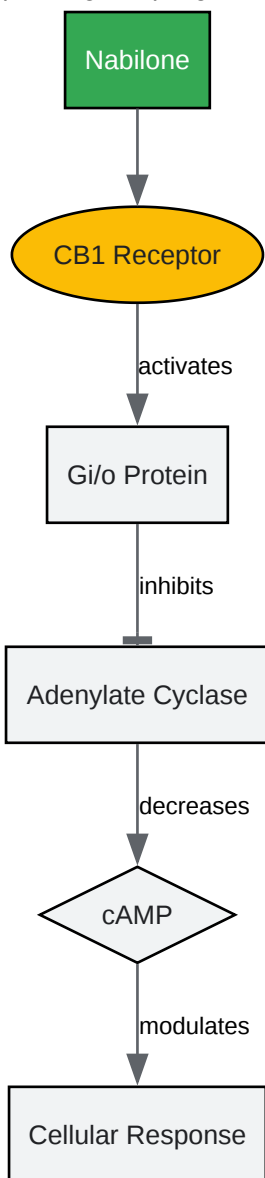 Nabilone
CB1 Receptor
activates
Gi/o Protein
inhibits
Adenylate Cyclase
decreases
cAMP
modulates
Cellular Response